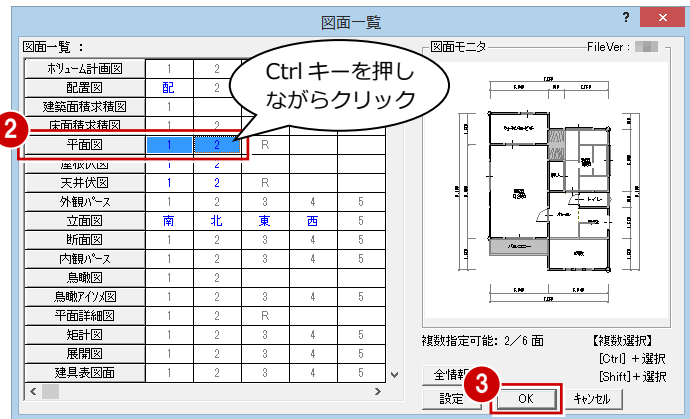 図面一覧
? ×
図面一覧 :
ﾎﾞﾘｭｰﾑ計画図 1 2
配置図 配 2
建築面積求積図 1
床面積求積図 1
平面図 1 2 R
屋根伏図 1 2
天井伏図 1 2 R
外観ﾊﾟｰｽ 1 2 3 4 5
立面図 南 北 東 西 5
断面図 1 2 3 4 5
内観ﾊﾟｰｽ 1 2 3 4 5
鳥瞰図 1 2
鳥瞰ｱｲｿﾒ図 1 2 3 4 5
平面詳細図 1 2 R
矩計図 1 2 3 4 5
展開図 1 2 3 4 5
建具表図面 1 2 3 4 5
2
Ctrl キーを押し
ながらクリック
図面モニタ
FileVer :
複数指定可能: 2／6 面
【複数選択】
[Ctrl] +選択
[Shift]+選択
全情報
3
設定
OK
ｷｬﾝｾﾙ